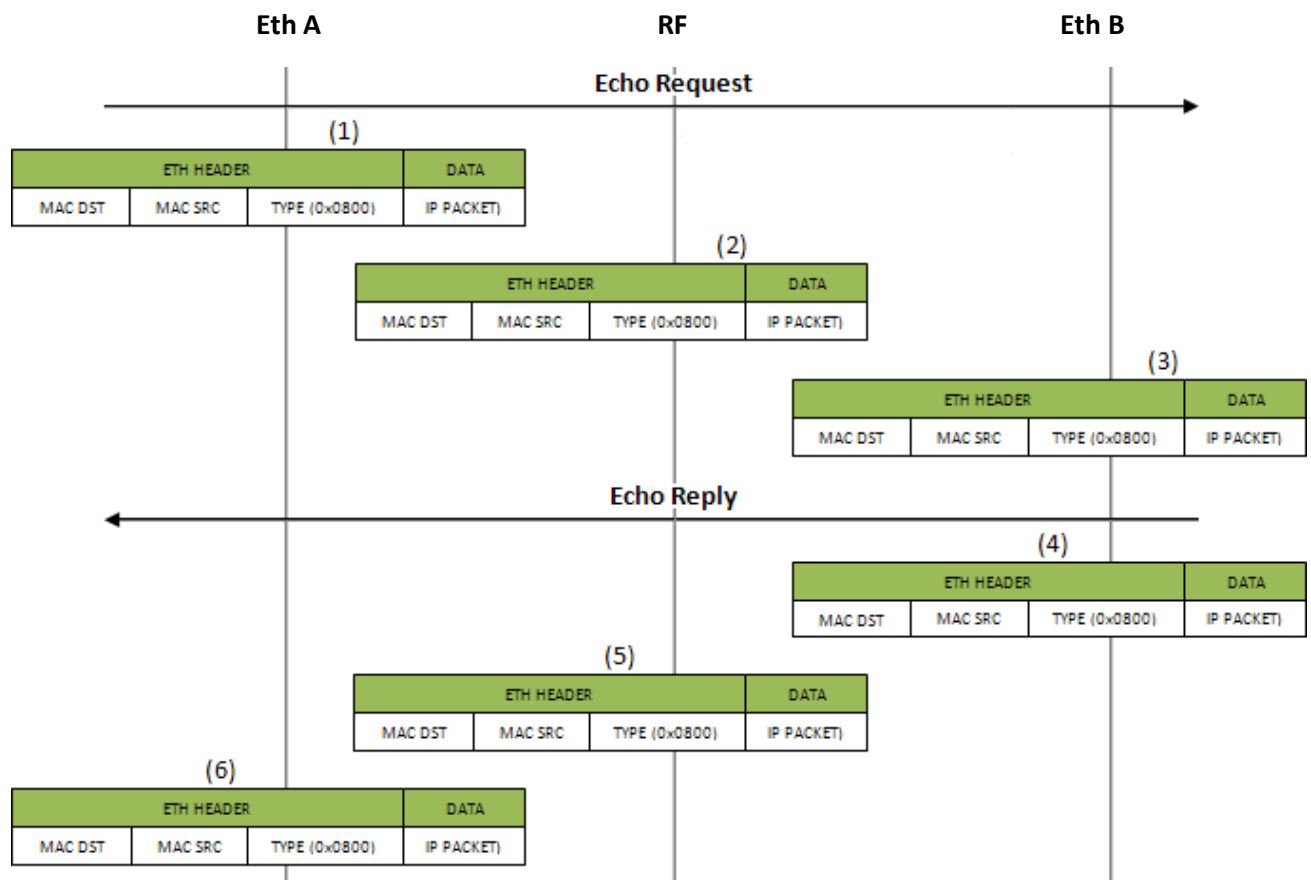 Eth A RF Eth B
Echo Request
(1)
ETH HEADER DATA
MAC DST MAC SRC TYPE (0x0800) IP PACKET)
(2)
ETH HEADER DATA
MAC DST MAC SRC TYPE (0x0800) IP PACKET)
(3)
ETH HEADER DATA
MAC DST MAC SRC TYPE (0x0800) IP PACKET)
Echo Reply
(4)
ETH HEADER DATA
MAC DST MAC SRC TYPE (0x0800) IP PACKET)
(5)
ETH HEADER DATA
MAC DST MAC SRC TYPE (0x0800) IP PACKET)
(6)
ETH HEADER DATA
MAC DST MAC SRC TYPE (0x0800) IP PACKET)